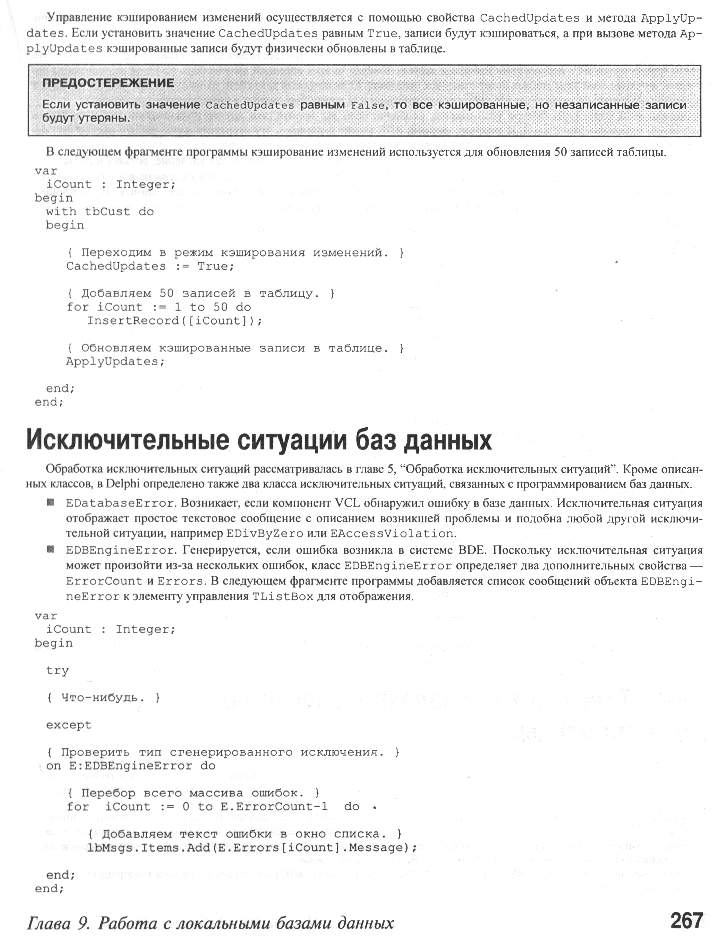 Управление кэшированием изменений осуществляется с помощью свойства CachedUpdates и метода ApplyUp-
dates. Если установить значение CachedUpdates равным True, записи будут кэшироваться, а при вызове метода Ap-
plyUpdates кэшированные записи будут физически обновлены в таблице.
ПРЕДОСТЕРЕЖЕНИЕ
Если установить значение CachedUpdates равным False, то все кэшированные, но незаписанные записи
будут утеряны.
В следующем фрагменте программы кэширование изменений используется для обновления 50 записей таблицы.
var
iCount : Integer;
begin
with tbCust do
begin
{ Переходим в режим кэширования изменений. }
CachedUpdates := True;
{ Добавляем 50 записей в таблицу. }
for iCount := 1 to 50 do
InsertRecord([iCount]);
{ Обновляем кэшированные записи в таблице. }
ApplyUpdates;
end;
end;
Исключительные ситуации баз данных
Обработка исключительных ситуаций рассматривалась в главе 5, “Обработка исключительных ситуаций”. Кроме описан-
ных классов, в Delphi определено также два класса исключительных ситуаций, связанных с программированием баз данных.
EDatabaseError. Возникает, если компонент VCL обнаружил ошибку в базе данных. Исключительная ситуация
отображает простое текстовое сообщение с описанием возникшей проблемы и подобна любой другой исключи-
тельной ситуации, например EDivByZero или EAccessViolation.
EDBEngineError. Генерируется, если ошибка возникла в системе BDE. Поскольку исключительная ситуация
может произойти из-за нескольких ошибок, класс EDBEngineError определяет два дополнительных свойства —
ErrorCount и Errors. В следующем фрагменте программы добавляется список сообщений объекта EDBEngi-
neError к элементу управления TListBox для отображения.
var
iCount : Integer;
begin
try
{ Что-нибудь. }
except
{ Проверить тип сгенерированного исключения. }
on E:EDBEngineError do
{ Перебор всего массива ошибок. }
for iCount := 0 to E.ErrorCount-1 do
{ Добавляем текст ошибки в окно списка. }
lbMsgs.Items.Add(E.Errors[iCount].Message);
end;
end;
Глава 9. Работа с локальными базами данных 267